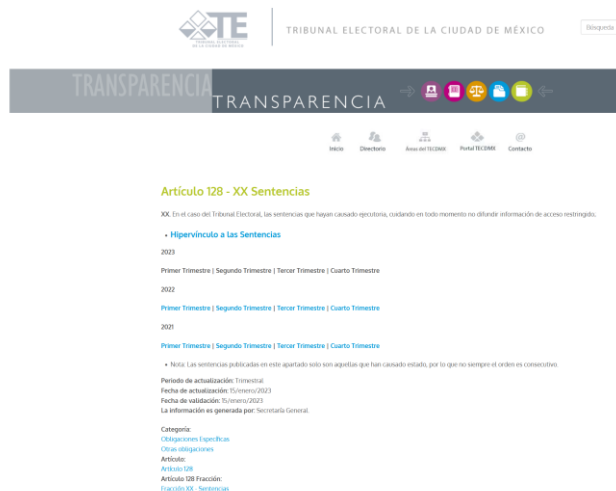 TE
TRIBUNAL ELECTORAL
DE LA CIUDAD DE MÉXICO
TRIBUNAL ELECTORAL DE LA CIUDAD DE MÉXICO
Búsqueda
TRANSPARENCIA
TRANSPARENCIA
Inicio Directorio Áreas del TECDMX Portal TECDMX Contacto
Artículo 128 - XX Sentencias
XX. En el caso del Tribunal Electoral, las sentencias que hayan causado ejecutoria, cuidando en todo momento no difundir información de acceso restringido.
• Hipervínculo a las Sentencias
2023
Primer Trimestre | Segundo Trimestre | Tercer Trimestre | Cuarto Trimestre
2022
Primer Trimestre | Segundo Trimestre | Tercer Trimestre | Cuarto Trimestre
2021
Primer Trimestre | Segundo Trimestre | Tercer Trimestre | Cuarto Trimestre
• Nota: Las sentencias publicadas en este apartado solo son aquellas que han causado estado, por lo que no siempre el orden es consecutivo.
Periodo de actualización: Trimestral
Fecha de actualización: 15/enero/2023
Fecha de validación: 15/enero/2023
La información es generada por: Secretaría General
Categoría:
Obligaciones Específicas
Otras obligaciones
Artículo:
Artículo 128
Artículo 128 Fracción:
Fracción XX - Sentencias